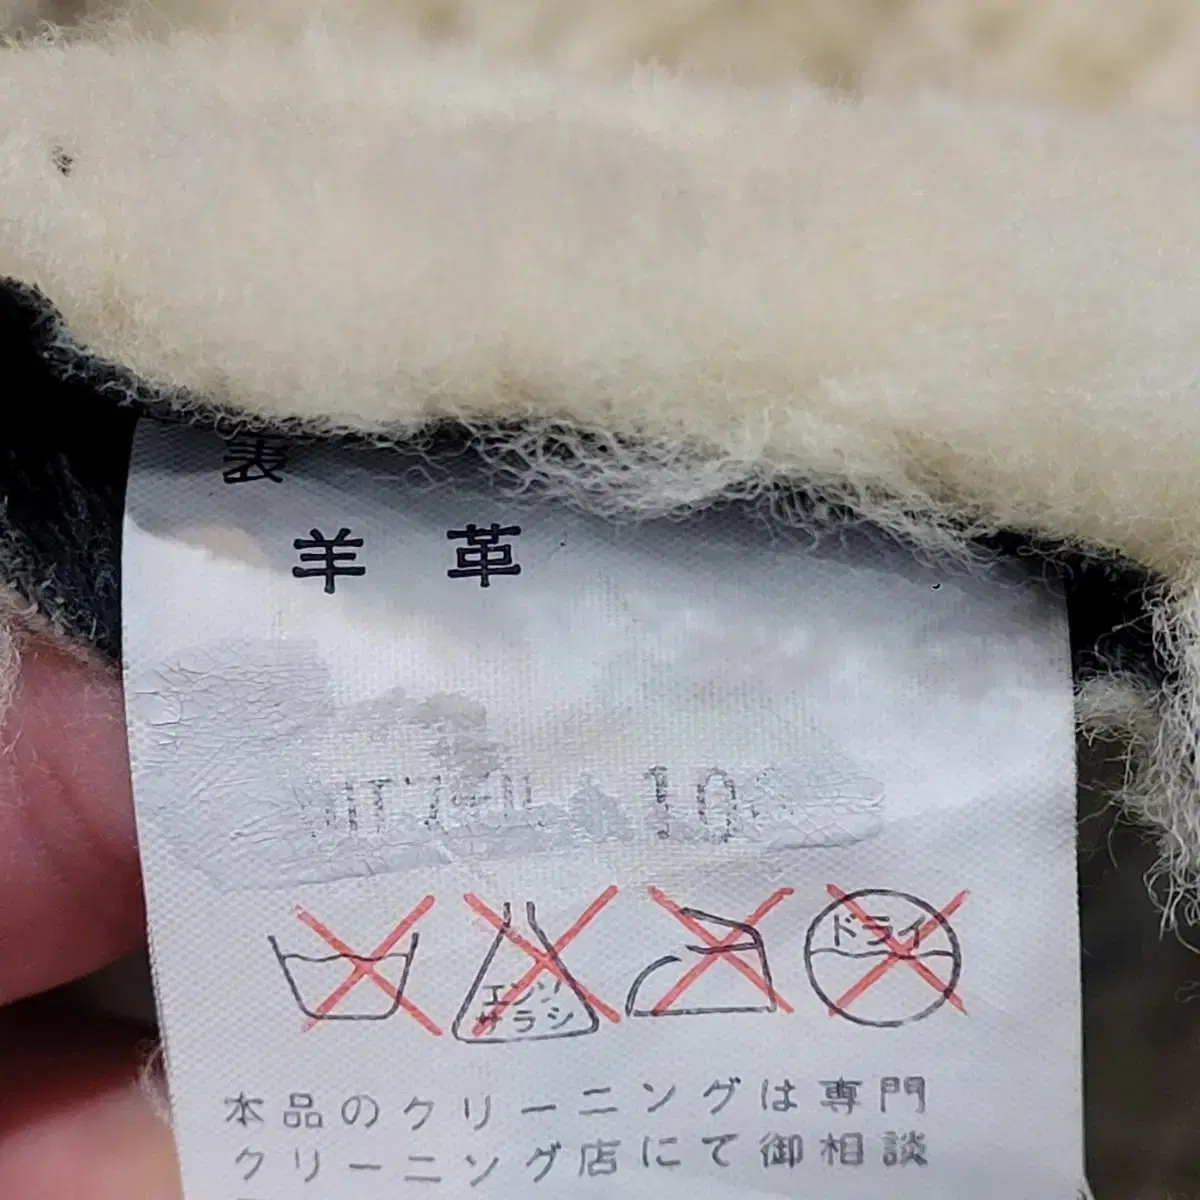 表
羊革
10
エンソ
サラシ
ドライ
本品のクリーニングは専門
クリーニング店にて御相談